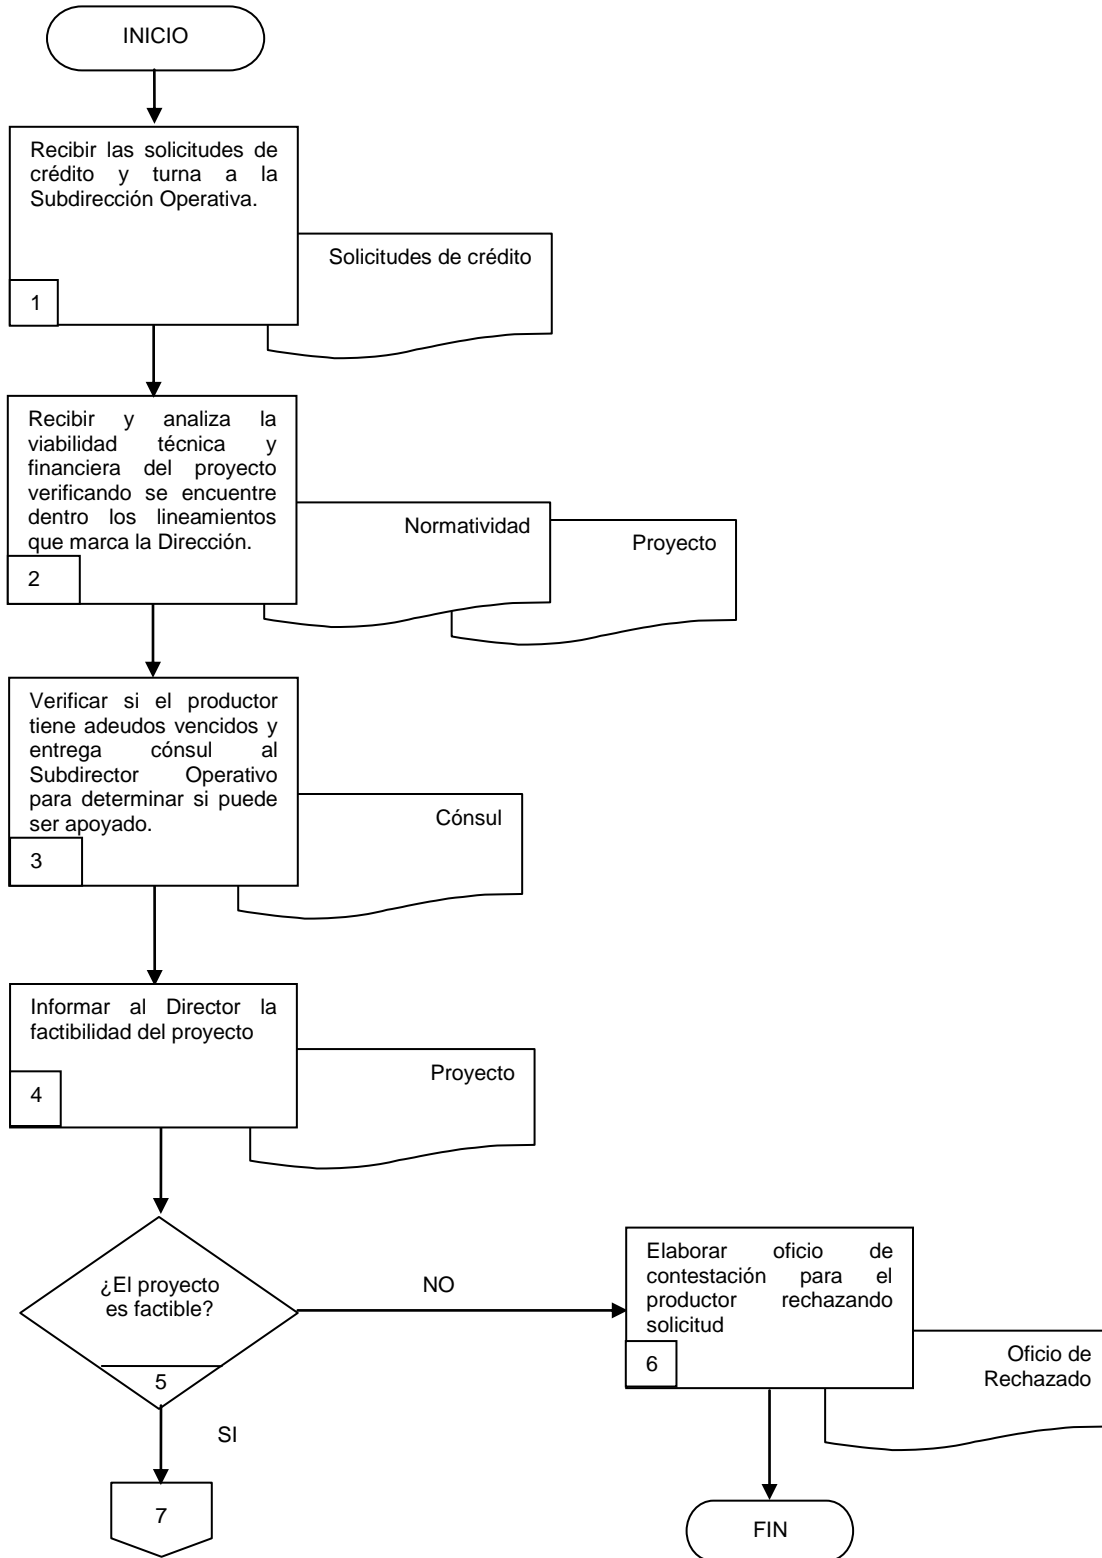 INICIO
Recibir las solicitudes de
crédito y turna a la
Subdirección Operativa.
Solicitudes de crédito
1
Recibir y analiza la
viabilidad técnica y
financiera del proyecto
verificando se encuentre
dentro los lineamientos
que marca la Dirección.
Normatividad
Proyecto
2
Verificar si el productor
tiene adeudos vencidos y
entrega cónsul al
Subdirector Operativo
para determinar si puede
ser apoyado.
Cónsul
3
Informar al Director la
factibilidad del proyecto
Proyecto
4
¿El proyecto
es factible?
5
NO
Elaborar oficio de
contestación para el
productor rechazando
solicitud
6
Oficio de
Rechazado
SI
7
FIN